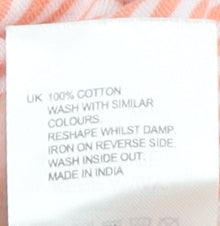 UK 100% COTTON
WASH WITH SIMILAR
COLOURS.
RESHAPE WHILST DAMP.
IRON ON REVERSE SIDE.
WASH INSIDE OUT.
MADE IN INDIA